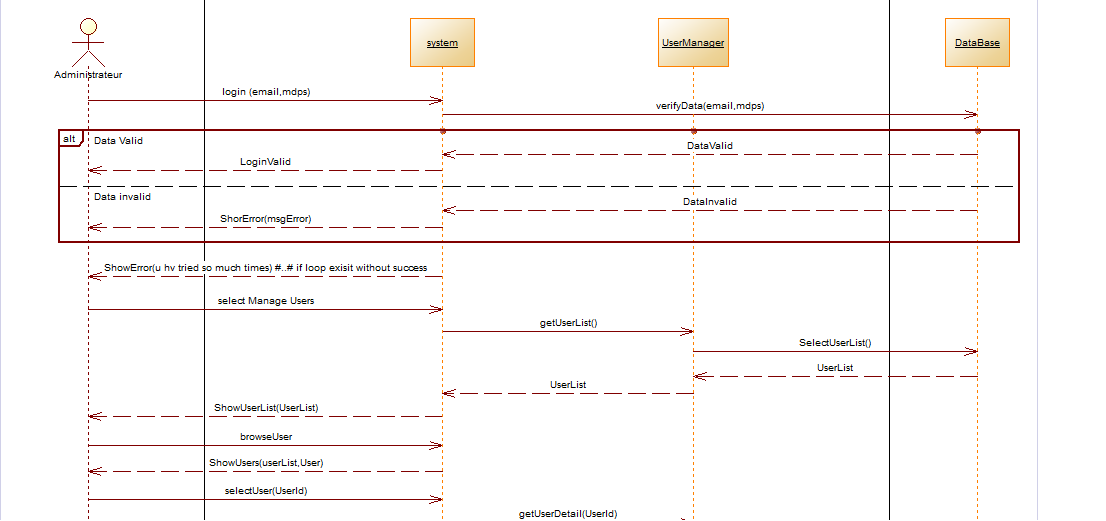 system
UserManager
DataBase
Administrateur
login (email,mdps)
verifyData(email,mdps)
alt
Data Valid
DataValid
LoginValid
Data invalid
DataInvalid
ShorError(msgError)
ShowError(u hv tried so much times) #..# if loop exisit without success
select Manage Users
getUserList()
SelectUserList()
UserList
UserList
ShowUserList(UserList)
browseUser
ShowUsers(userList,User)
selectUser(UserId)
getUserDetail(UserId)